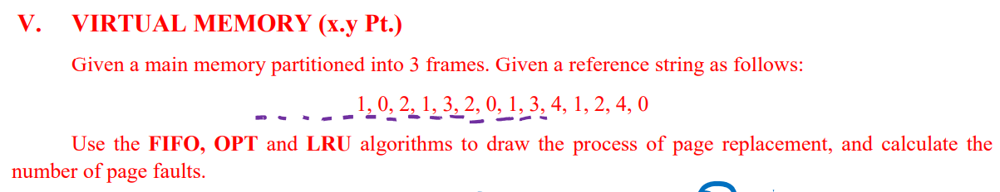 V. VIRTUAL MEMORY (x.y Pt.)
Given a main memory partitioned into 3 frames. Given a reference string as follows:
1, 0, 2, 1, 3, 2, 0, 1, 3, 4, 1, 2, 4, 0
Use the FIFO, OPT and LRU algorithms to draw the process of page replacement, and calculate the
number of page faults.